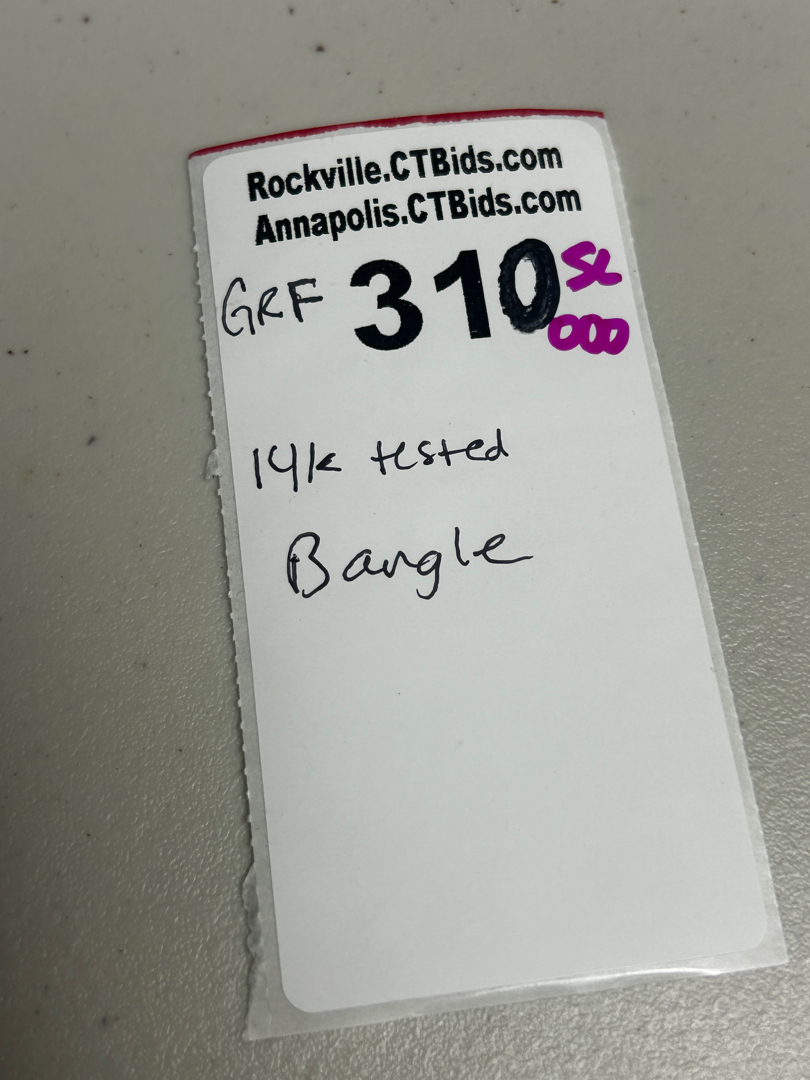 Rockville.CTBids.com
Annapolis.CTBids.com
GRF 310 SL
000
14k tested
Bangle